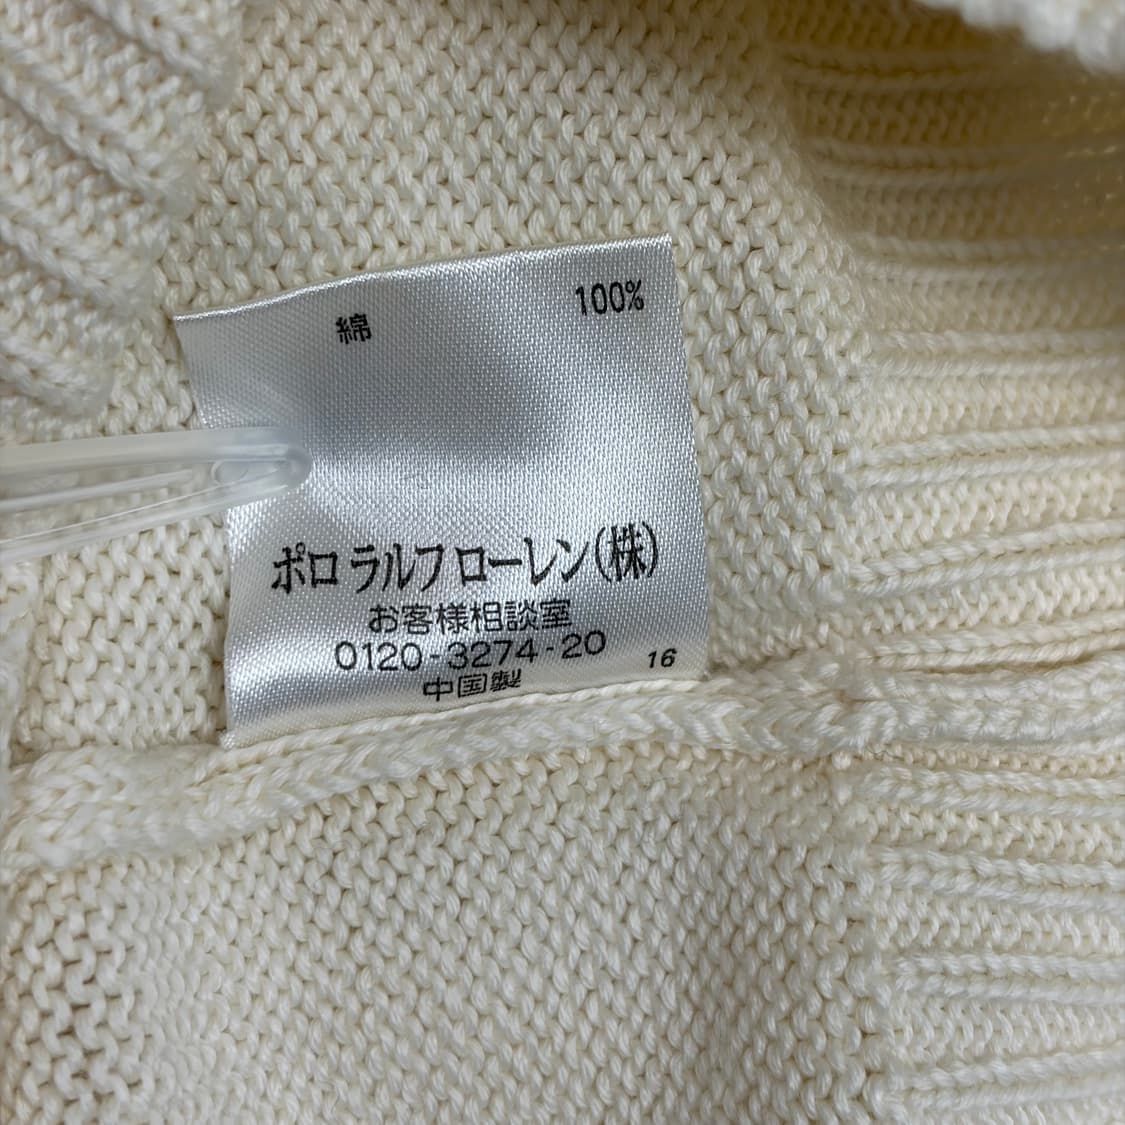 綿 100%
ポロ ラルフ ローレン(株)
お客様相談室
0120-3274-20
中国製 16